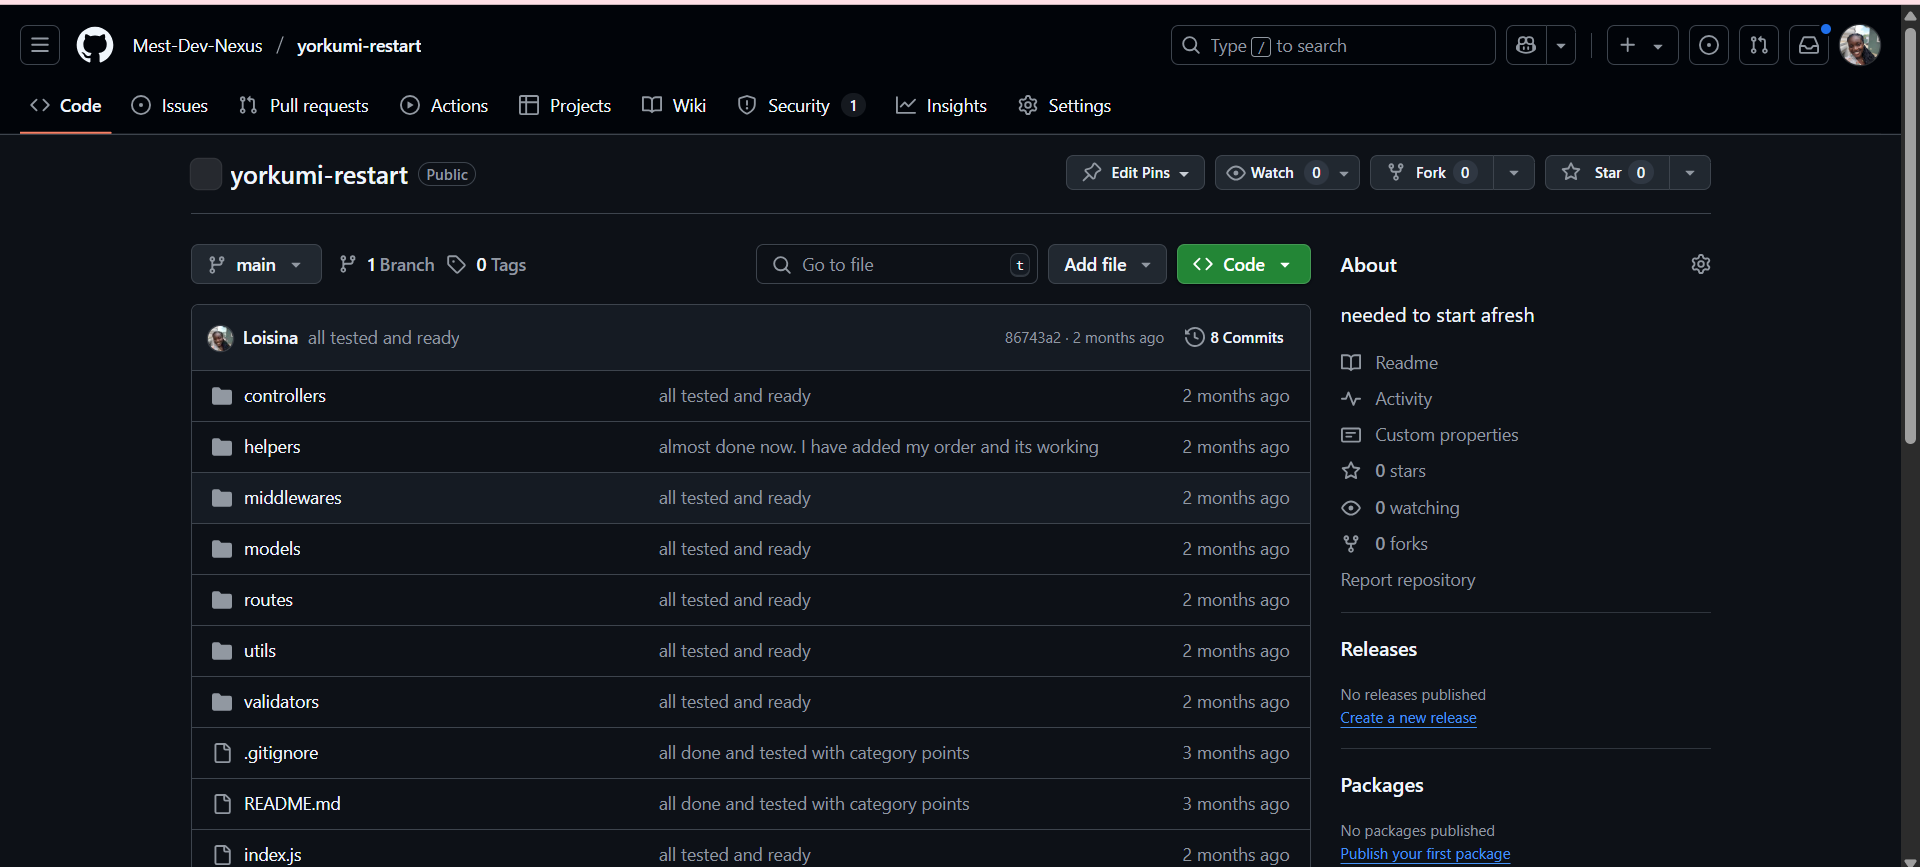 Mest-Dev-Nexus / yorkumi-restart
Type / to search
Code
Issues
Pull requests
Actions
Projects
Wiki
Security 1
Insights
Settings
yorkumi-restart Public
Edit Pins
Watch 0
Fork 0
Star 0
main
1 Branch
0 Tags
Go to file t
Add file
Code
Loisina all tested and ready 86743a2 · 2 months ago 8 Commits
controllers all tested and ready 2 months ago
helpers almost done now. I have added my order and its working 2 months ago
middlewares all tested and ready 2 months ago
models all tested and ready 2 months ago
routes all tested and ready 2 months ago
utils all tested and ready 2 months ago
validators all tested and ready 2 months ago
.gitignore all done and tested with category points 3 months ago
README.md all done and tested with category points 3 months ago
index.js all tested and ready 2 months ago
About
needed to start afresh
Readme
Activity
Custom properties
0 stars
0 watching
0 forks
Report repository
Releases
No releases published
Create a new release
Packages
No packages published
Publish your first package